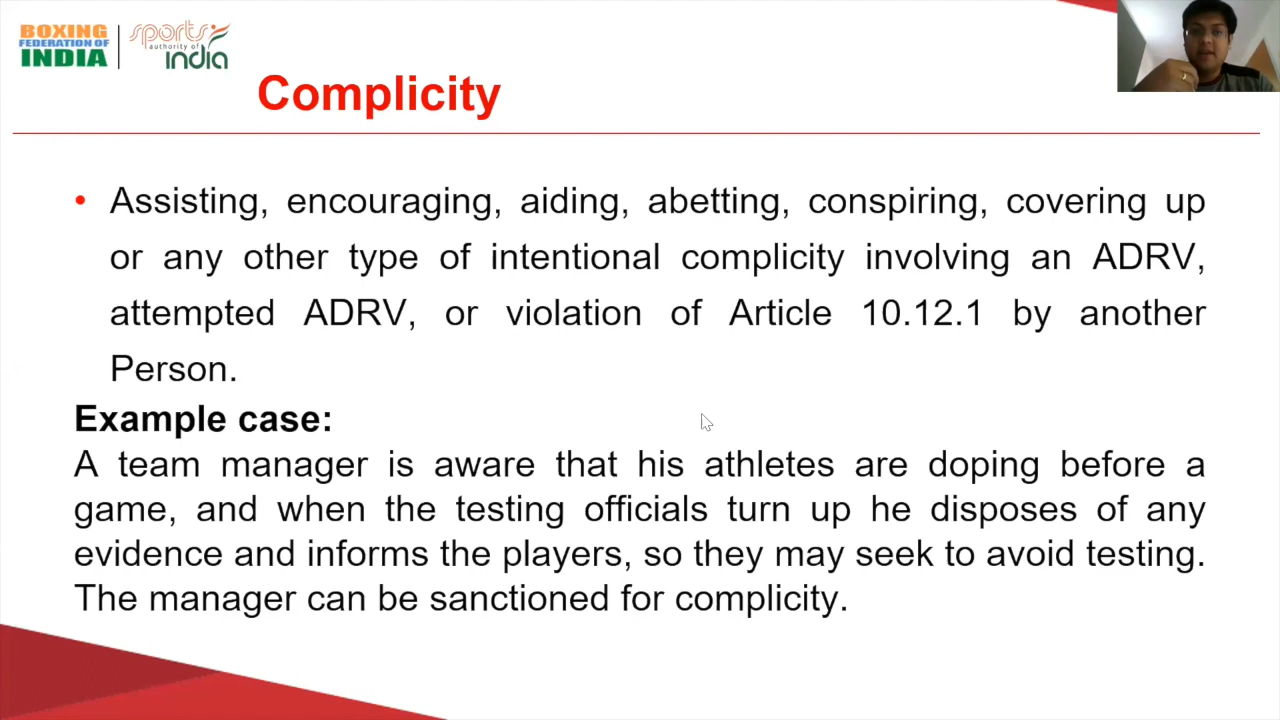 BOXING
FEDERATION OF
INDIA
sports
authority of
india
Complicity
• Assisting, encouraging, aiding, abetting, conspiring, covering up
or any other type of intentional complicity involving an ADRV,
attempted ADRV, or violation of Article 10.12.1 by another
Person.
Example case:
A team manager is aware that his athletes are doping before a
game, and when the testing officials turn up he disposes of any
evidence and informs the players, so they may seek to avoid testing.
The manager can be sanctioned for complicity.